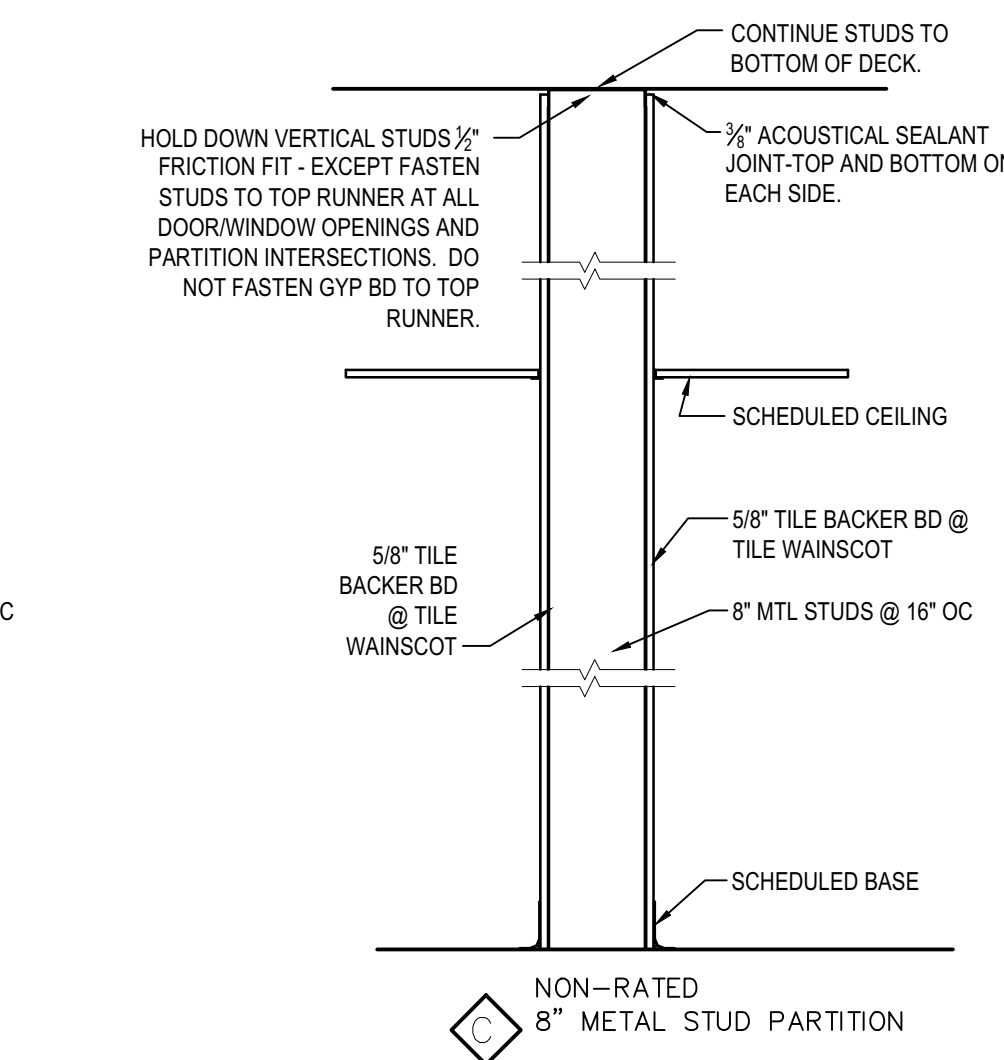 CONTINUE STUDS TO
BOTTOM OF DECK.
HOLD DOWN VERTICAL STUDS ½"
FRICTION FIT - EXCEPT FASTEN
STUDS TO TOP RUNNER AT ALL
DOOR/WINDOW OPENINGS AND
PARTITION INTERSECTIONS. DO
NOT FASTEN GYP BD TO TOP
RUNNER.
⅜" ACOUSTICAL SEALANT
JOINT-TOP AND BOTTOM ON
EACH SIDE.
SCHEDULED CEILING
5/8" TILE BACKER BD @
TILE WAINSCOT
5/8" TILE
BACKER BD
@ TILE
WAINSCOT
8" MTL STUDS @ 16" OC
C
SCHEDULED BASE
NON-RATED
C 8" METAL STUD PARTITION